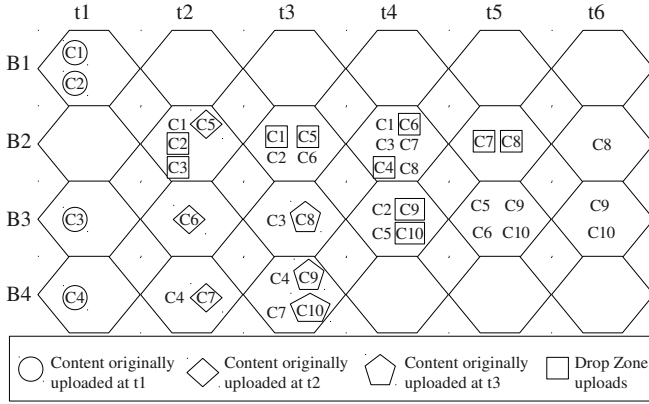 t1 t2 t3 t4 t5 t6
B1 C1
C2
B2 C1 C5 C1 C5 C1 C6 C7 C8 C8
C2 C2 C6 C3 C7
C3 C4 C8
B3 C3 C6 C3 C8 C2 C9 C5 C9 C9
C5 C10 C6 C10 C10
B4 C4 C4 C7 C4 C9
C7 C10
Content originally uploaded at t1
Content originally uploaded at t2
Content originally uploaded at t3
Drop Zone uploads